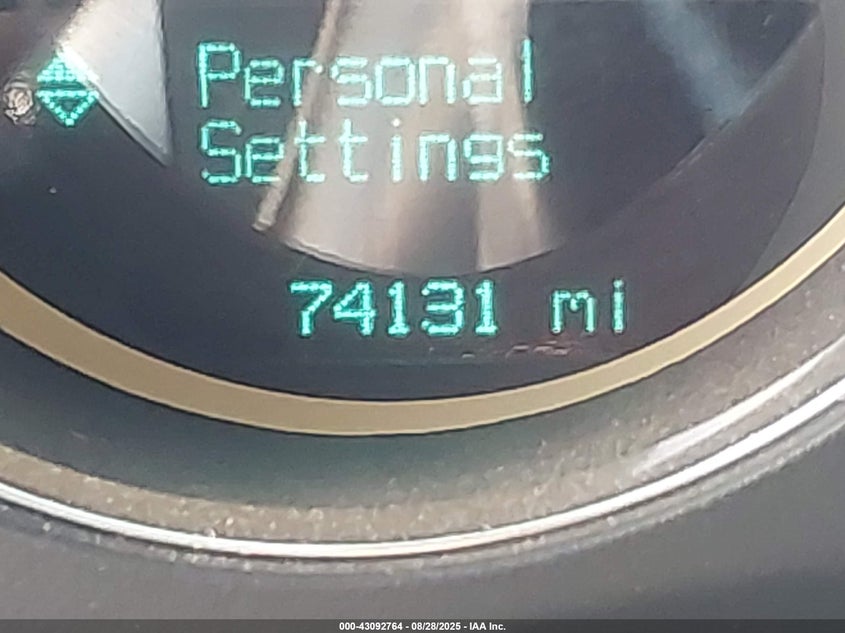 Personal
Settings
74131 mi
000-43092764 - 08/28/2025 - IAA Inc.